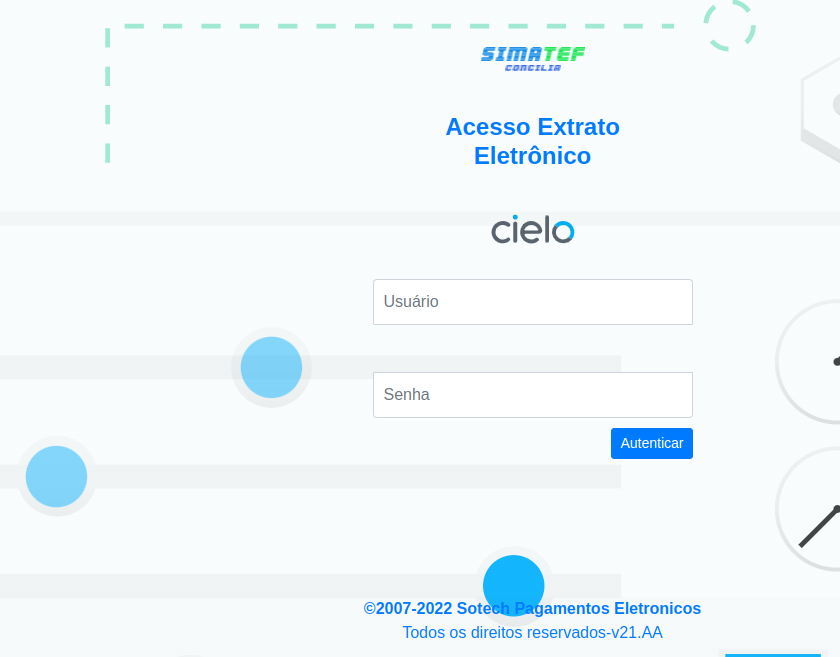 SIMATEF
CONCILIA
Acesso Extrato
Eletrônico
cielo
Usuário
Senha
Autenticar
©2007-2022 Sotech Pagamentos Eletronicos
Todos os direitos reservados-v21.AA